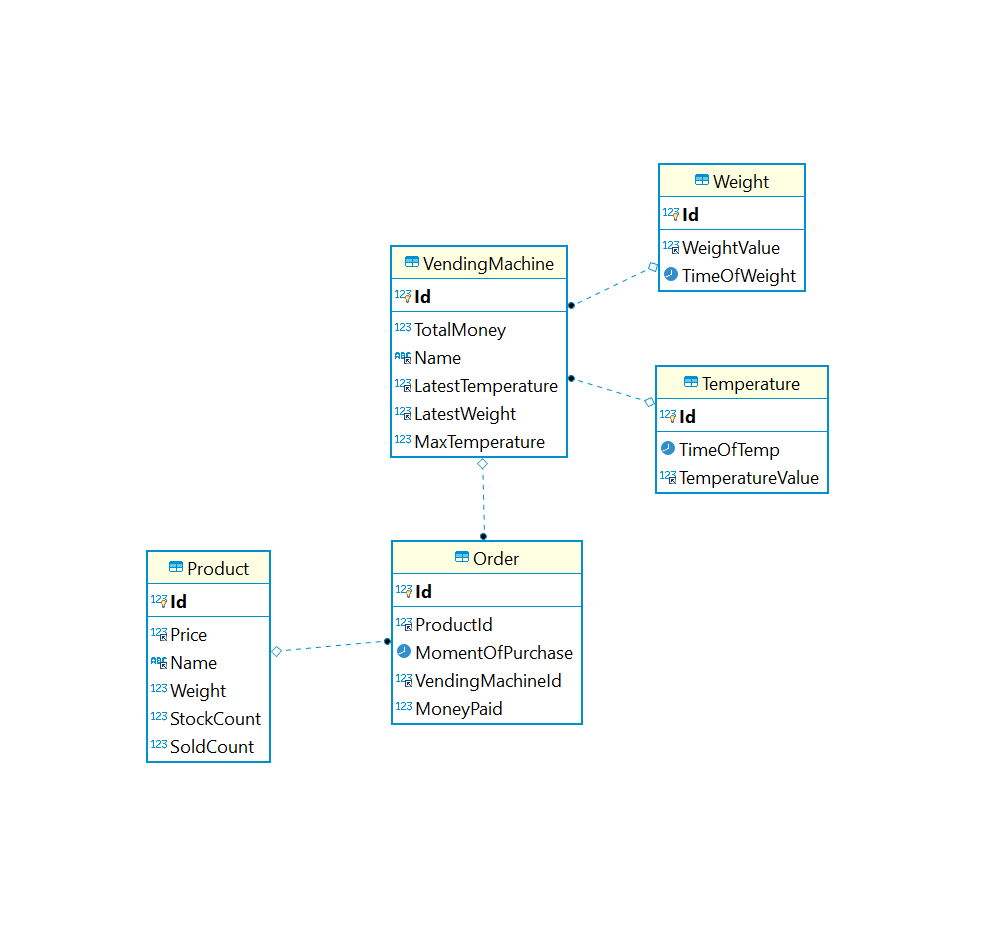 Weight
Id
WeightValue
TimeOfWeight
VendingMachine
Id
TotalMoney
Name
LatestTemperature
LatestWeight
MaxTemperature
Temperature
Id
TimeOfTemp
TemperatureValue
Order
Id
ProductId
MomentOfPurchase
VendingMachineId
MoneyPaid
Product
Id
Price
Name
Weight
StockCount
SoldCount